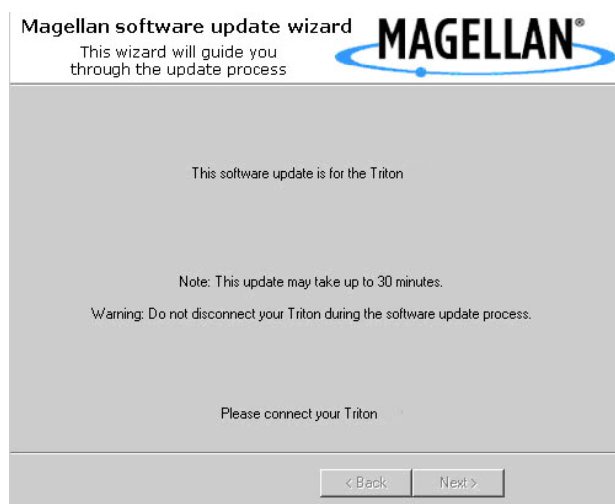 Magellan software update wizard
This wizard will guide you
through the update process
MAGELLAN®
This software update is for the Triton
Note: This update may take up to 30 minutes.
Warning: Do not disconnect your Triton during the software update process.
Please connect your Triton
< Back
Next >